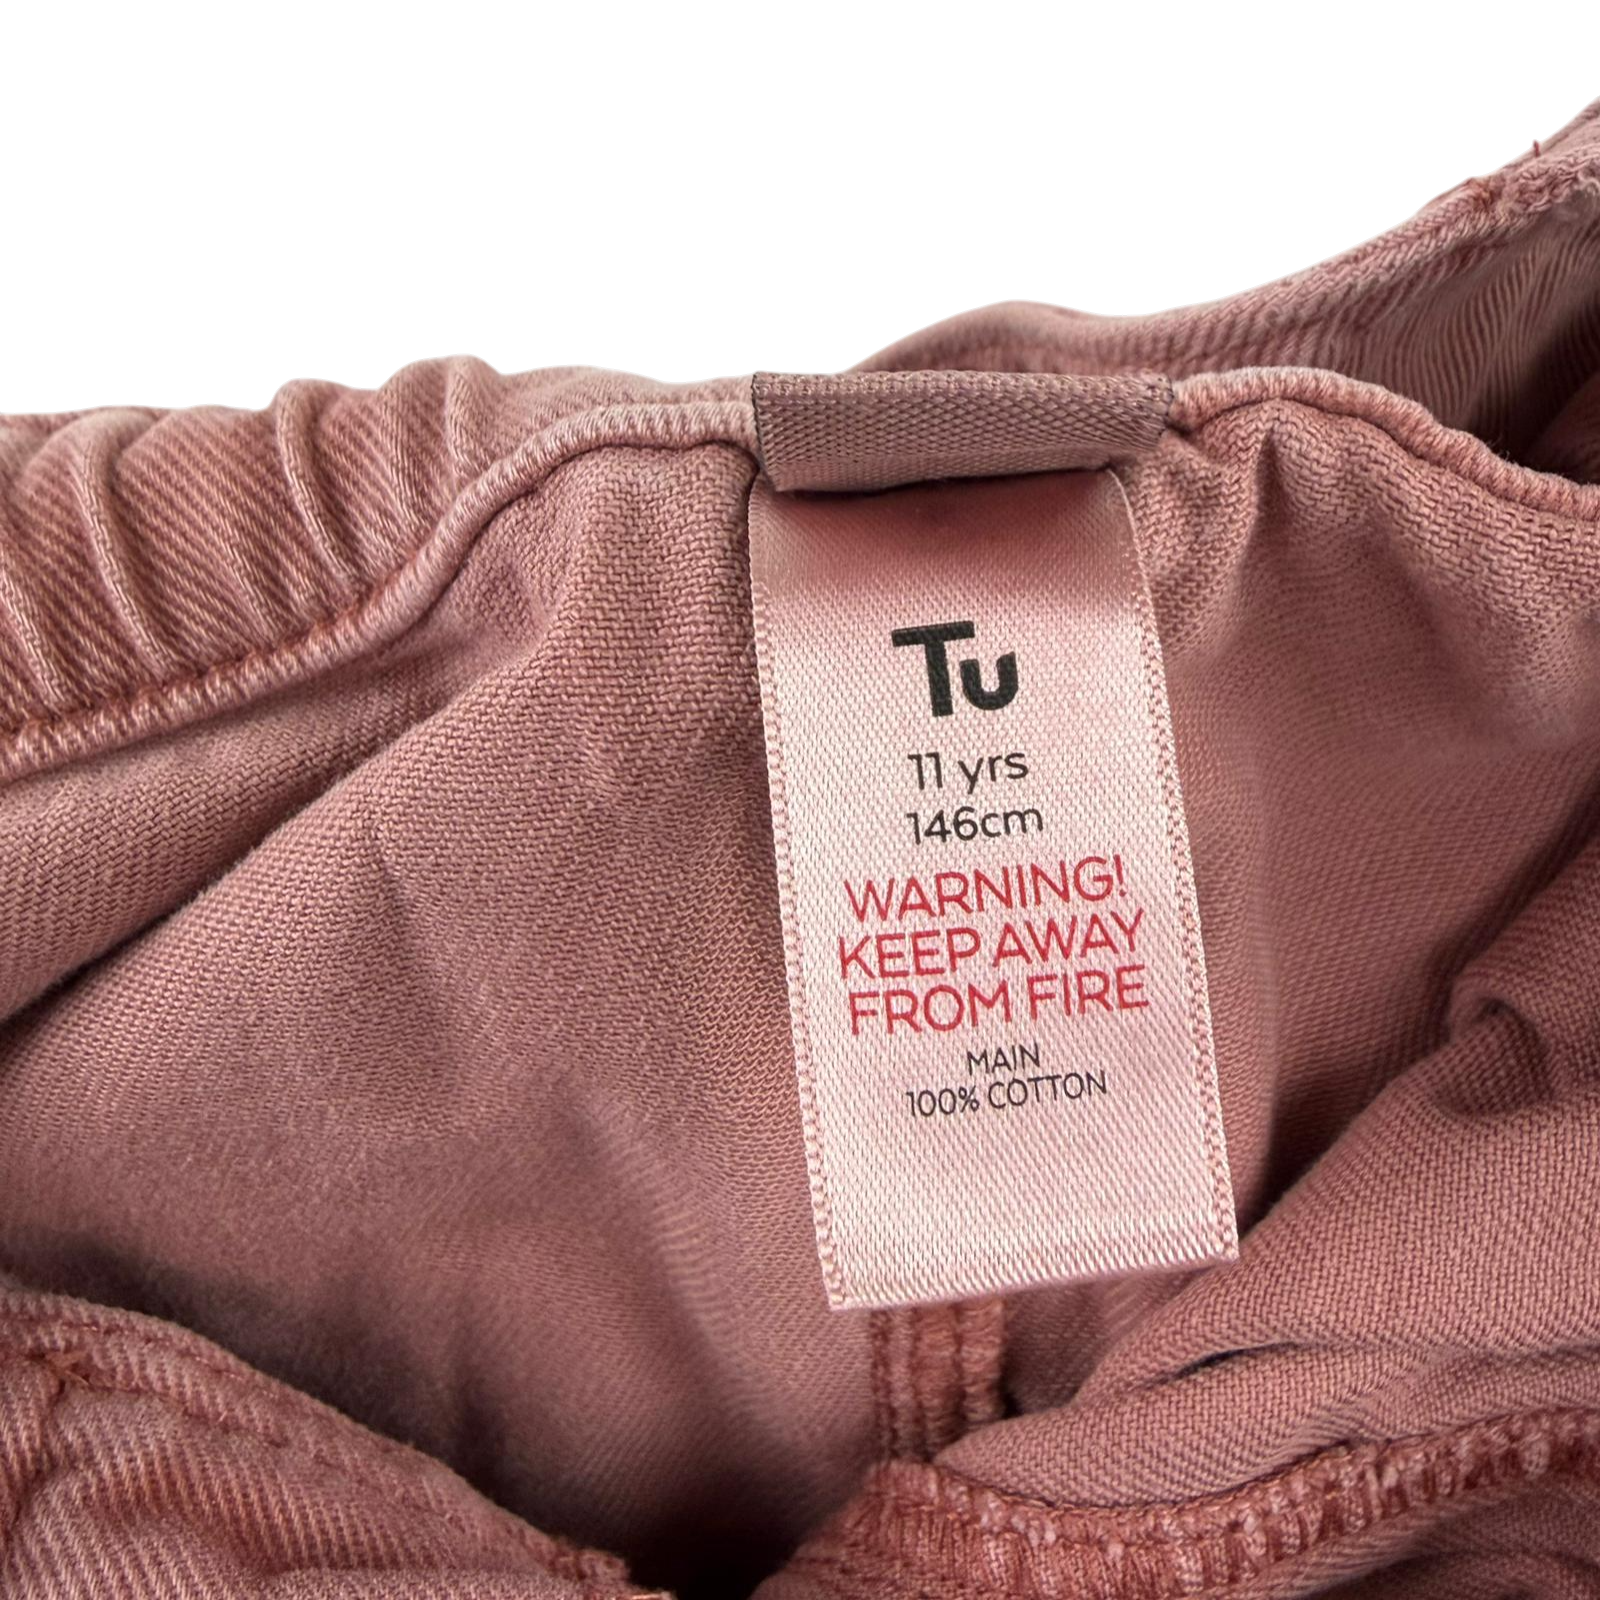 Tu
11 yrs
146cm
WARNING!
KEEP AWAY
FROM FIRE
MAIN
100% COTTON